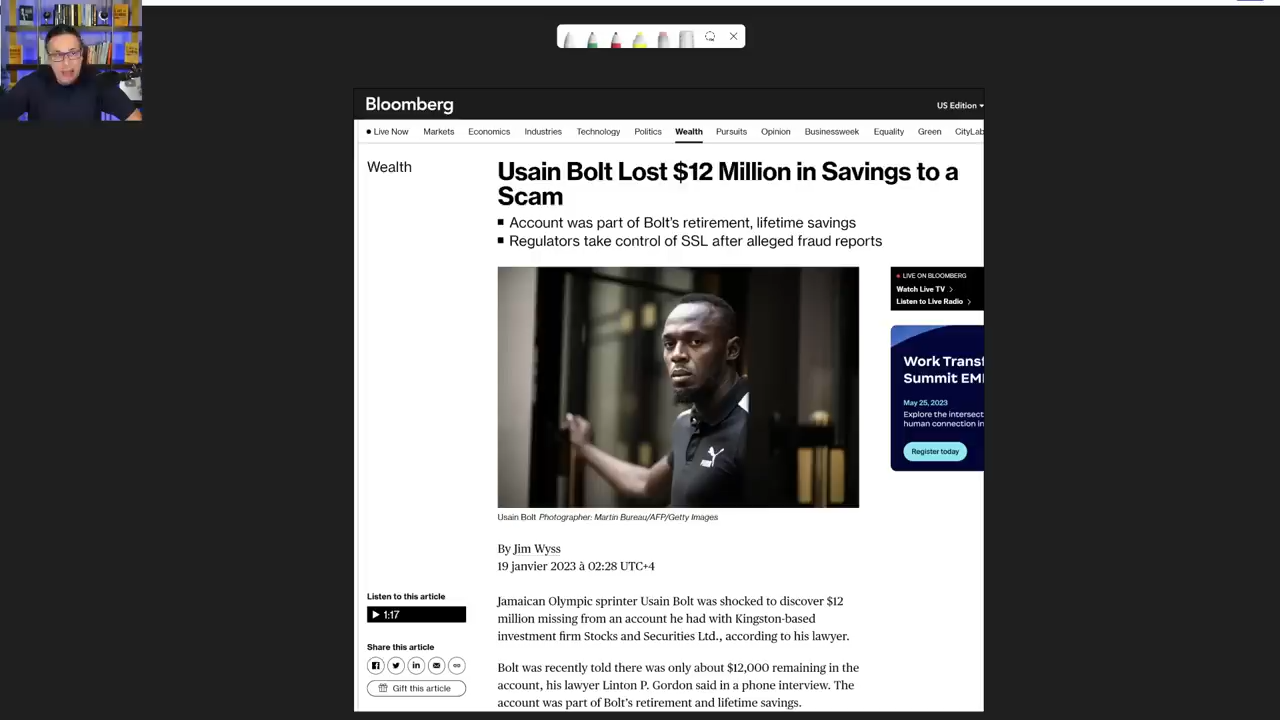 Bloomberg
US Edition
Live Now Markets Economics Industries Technology Politics Wealth Pursuits Opinion Businessweek Equality Green CityLab
Wealth
Usain Bolt Lost $12 Million in Savings to a
Scam
Account was part of Bolt's retirement, lifetime savings
Regulators take control of SSL after alleged fraud reports
LIVE ON BLOOMBERG
Watch Live TV
Listen to Live Radio
Work Transf
Summit EM
May 25, 2023
Explore the intersect
human connection in
Register today
Usain Bolt Photographer: Martin Bureau/AFP/Getty Images
By Jim Wyss
19 janvier 2023 à 02:28 UTC+4
Listen to this article
1:17
Share this article
Gift this article
Jamaican Olympic sprinter Usain Bolt was shocked to discover $12
million missing from an account he had with Kingston-based
investment firm Stocks and Securities Ltd., according to his lawyer.
Bolt was recently told there was only about $12,000 remaining in the
account, his lawyer Linton P. Gordon said in a phone interview. The
account was part of Bolt's retirement and lifetime savings.